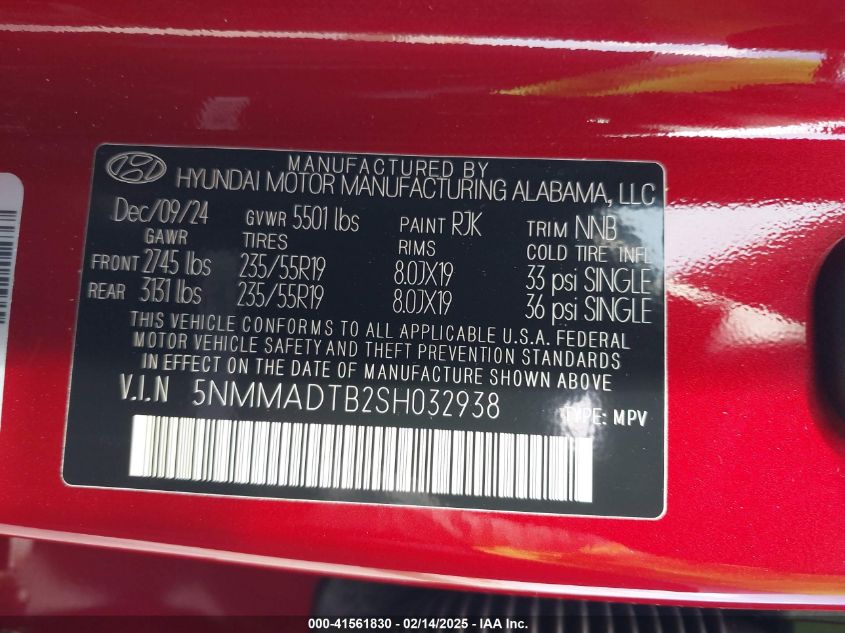 MANUFACTURED BY
HYUNDAI MOTOR MANUFACTURING ALABAMA, LLC
Dec/09/24 GVWR 5501 lbs PAINT RJK TRIM NNB
GAWR TIRES RIMS COLD TIRE INFL
FRONT 2745 lbs 235/55R19 8.0JX19 33 psi SINGLE
REAR 3131 lbs 235/55R19 8.0JX19 36 psi SINGLE
THIS VEHICLE CONFORMS TO ALL APPLICABLE U.S.A. FEDERAL
MOTOR VEHICLE SAFETY AND THEFT PREVENTION STANDARDS
IN EFFECT ON THE DATE OF MANUFACTURE SHOWN ABOVE
V.I.N 5NMMADTB2SH032938 TYPE: MPV
000-41561830 - 02/14/2025 - IAA Inc.